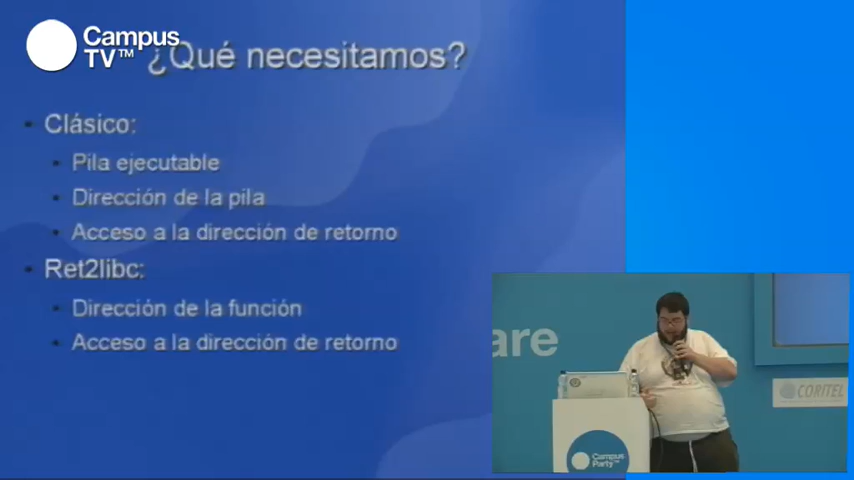 Campus
TV™
¿Qué necesitamos?
Clásico:
Pila ejecutable
Dirección de la pila
Acceso a la dirección de retorno
Ret2libc:
Dirección de la función
Acceso a la dirección de retorno
are
CORITEL
Campus
Party™